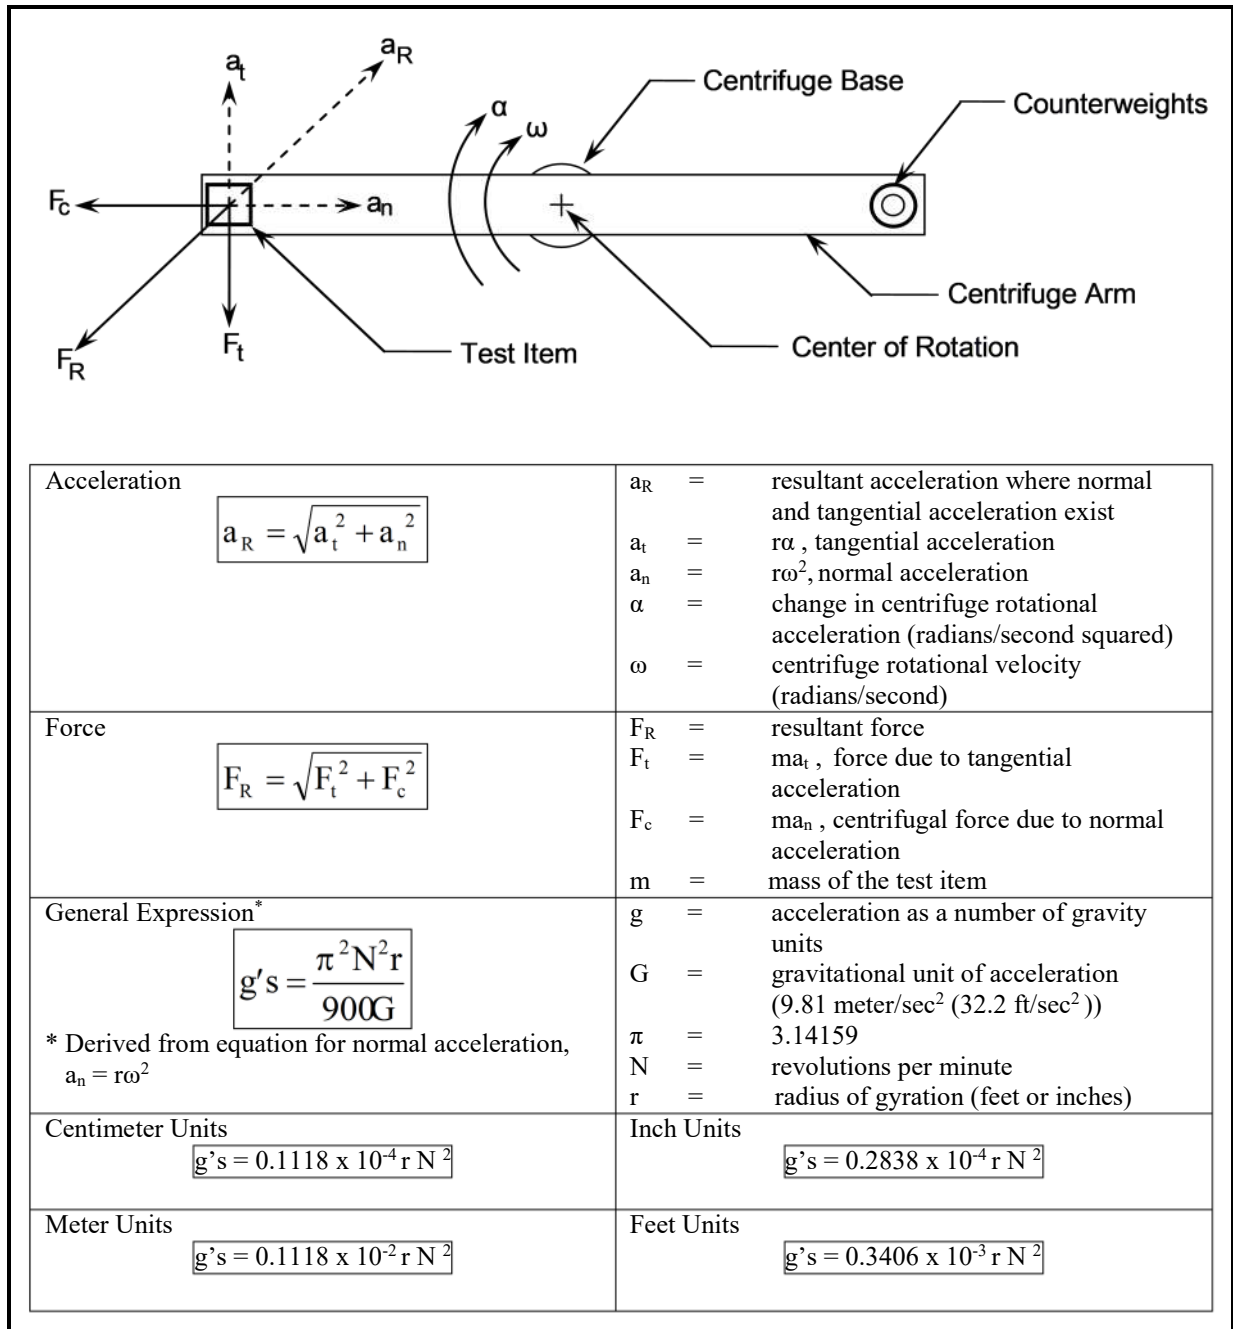 a_t
a_R
Centrifuge Base
Counterweights
α
ω
F_c
a_n
Centrifuge Arm
F_t
F_R
Test Item
Center of Rotation
Acceleration
a_R = √(a_t² + a_n²)
a_R = resultant acceleration where normal
and tangential acceleration exist
a_t = rα , tangential acceleration
a_n = rω², normal acceleration
α = change in centrifuge rotational
acceleration (radians/second squared)
ω = centrifuge rotational velocity
(radians/second)
Force
F_R = √(F_t² + F_c²)
F_R = resultant force
F_t = ma_t , force due to tangential
acceleration
F_c = ma_n , centrifugal force due to normal
acceleration
m = mass of the test item
General Expression*
g's = π²N²r / 900G
* Derived from equation for normal acceleration,
a_n = rω²
g = acceleration as a number of gravity
units
G = gravitational unit of acceleration
(9.81 meter/sec² (32.2 ft/sec² ))
π = 3.14159
N = revolutions per minute
r = radius of gyration (feet or inches)
Centimeter Units
g's = 0.1118 x 10⁻⁴ r N ²
Inch Units
g's = 0.2838 x 10⁻⁴ r N ²
Meter Units
g's = 0.1118 x 10⁻² r N ²
Feet Units
g's = 0.3406 x 10⁻³ r N ²